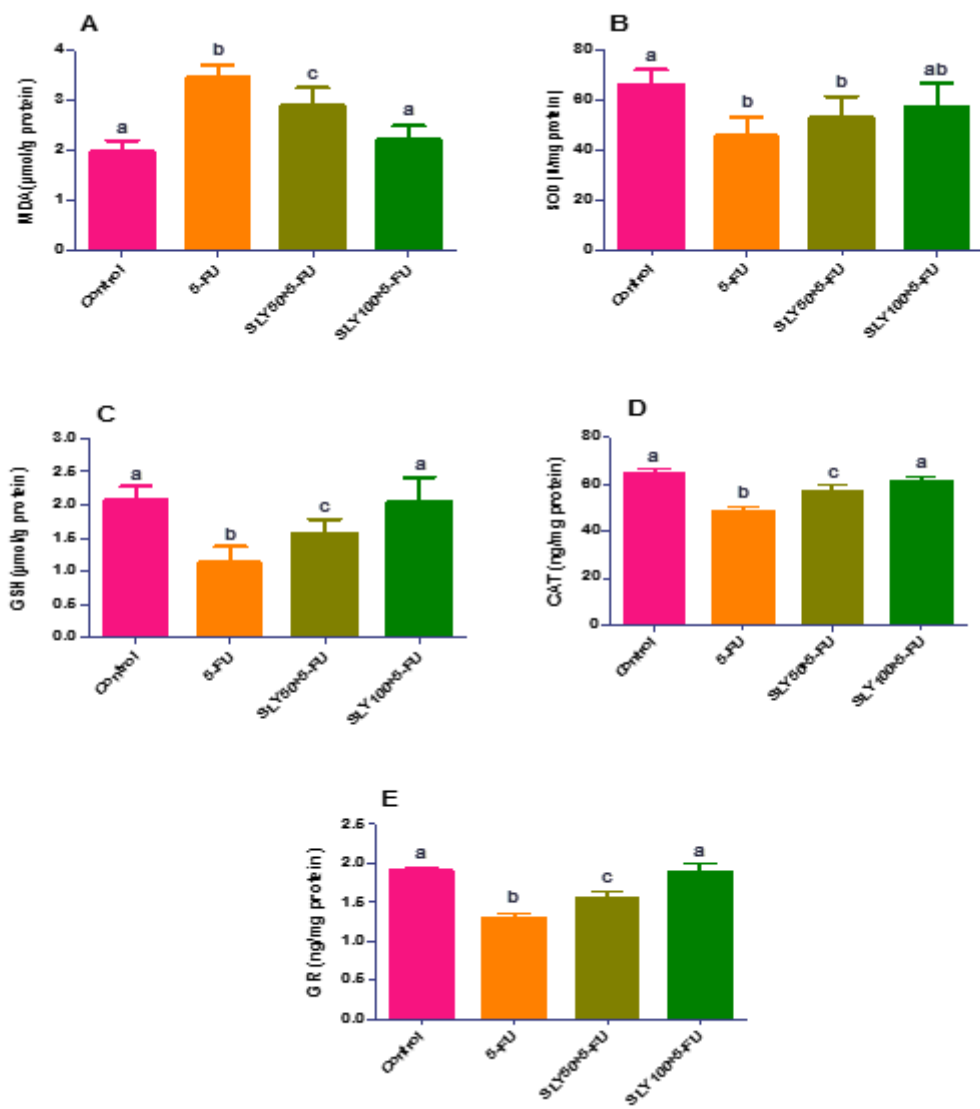 A
MDA (µmol/g protein)
4
3
2
1
0
a
b
c
a
Control
5-FU
SLY50+5-FU
SLY100+5-FU
B
80
60
40
20
0
a
b
b
ab
Control
5-FU
SLY50+5-FU
SLY100+5-FU
C
GSH (µmol/g protein)
3.0
2.5
2.0
1.5
1.0
0.5
0.0
a
b
c
a
Control
5-FU
SLY50+5-FU
SLY100+5-FU
D
CAT (ng/mg protein)
80
60
40
20
0
a
b
c
a
Control
5-FU
SLY50+5-FU
SLY100+5-FU
E
GR (ng/mg protein)
2.5
2.0
1.5
1.0
0.5
0.0
a
b
c
a
Control
5-FU
SLY50+5-FU
SLY100+5-FU